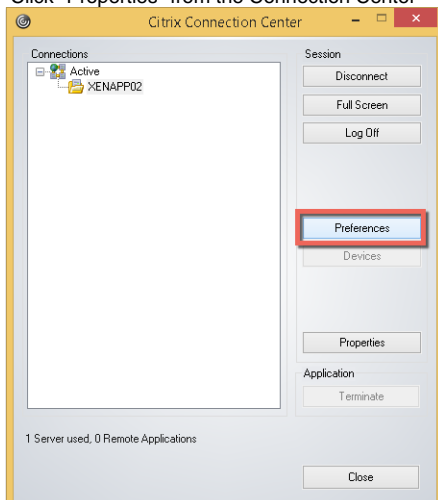 Click "Properties" from the Connection Center
Citrix Connection Center
Connections
Session
Active
XENAPP02
Disconnect
Full Screen
Log Off
Preferences
Devices
Properties
Application
Terminate
1 Server used, 0 Remote Applications
Close